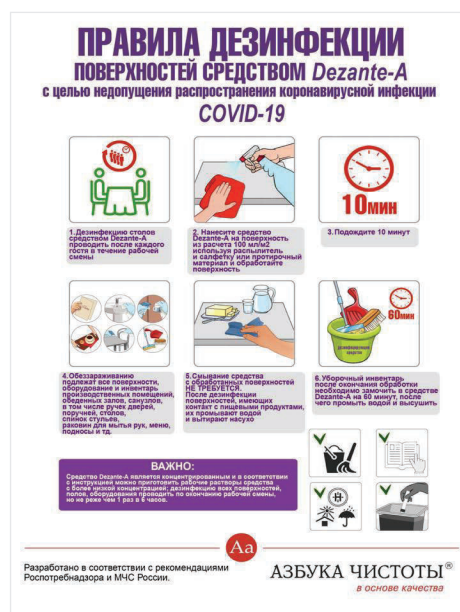 ПРАВИЛА ДЕЗИНФЕКЦИИ
ПОВЕРХНОСТЕЙ СРЕДСТВОМ Dezante-A
с целью недопущения распространения коронавирусной инфекции
COVID-19
1.Дезинфекцию столов
средством Dezante-A
проводить после каждого
гостя в течение рабочей
смены
2. Нанесите средство
Dezante-A на поверхность
из расчета 100 мл/м2
используя распылитель
и салфетку или протирочный
материал и обработайте
поверхность
10мин
3. Подождите 10 минут
4.Обеззараживанию
подлежат все поверхности,
оборудование и инвентарь
производственных помещений,
обеденных залов, санузлов,
в том числе ручек дверей,
поручней, столов,
спинок стульев,
раковин для мытья рук, меню,
подносы и тд.
5.Смывание средства
с обработанных поверхностей
НЕ ТРЕБУЕТСЯ.
После дезинфекции
поверхностей, имеющих
контакт с пищевыми продуктами,
их промывают водой
и вытирают насухо
60мин
6.Уборочный инвентарь
после окончания обработки
необходимо замочить в средстве
Dezante-A на 60 минут, после
чего промыть водой и высушить
ВАЖНО:
Средство Dezante-A является концентрированным и в соответствии
с инструкцией можно приготовить рабочие растворы средства
с более низкой концентрацией; дезинфекцию всех поверхностей,
полов, оборудования проводить по окончанию рабочей смены,
но не реже чем 1 раз в 6 часов.
Аа
Разработано в соответствии с рекомендациями
Роспотребнадзора и МЧС России.
АЗБУКА ЧИСТОТЫ®
в основе качества